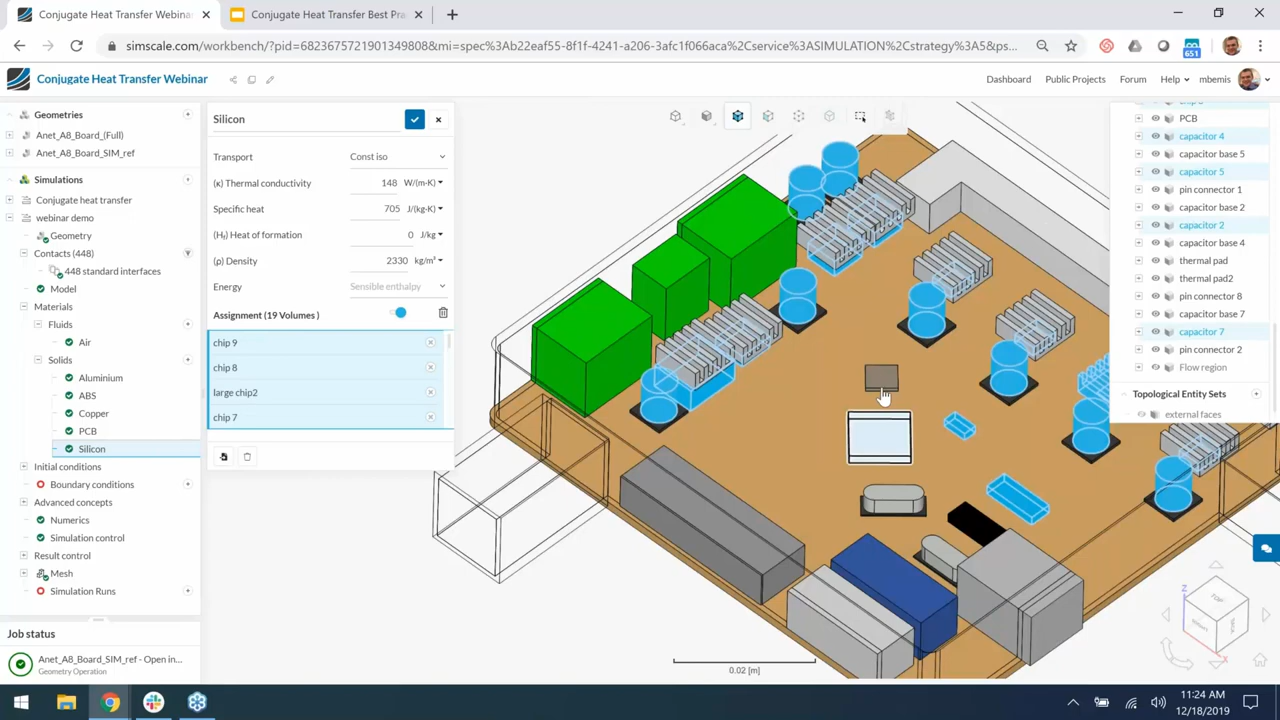 Conjugate Heat Transfer Webinar
Conjugate Heat Transfer Best Pra
simscale.com/workbench/?pid=6823675721901349808&mi=spec%3Ab22eaf55-8f1f-4241-a206-3afc1f066aca%2Cservice%3ASIMULATION%2Cstrategy%3A5&ps...
651
Conjugate Heat Transfer Webinar
Dashboard
Public Projects
Forum
Help
mbemis
Geometries
Anet_A8_Board_(Full)
Anet_A8_Board_SIM_ref
Simulations
Conjugate heat transfer
webinar demo
Geometry
Contacts (448)
448 standard interfaces
Model
Materials
Fluids
Air
Solids
Aluminium
ABS
Copper
PCB
Silicon
Initial conditions
Boundary conditions
Advanced concepts
Numerics
Simulation control
Result control
Mesh
Simulation Runs
Job status
Anet_A8_Board_SIM_ref - Open in...
Geometry Operation
Silicon
Transport Const iso
(κ) Thermal conductivity 148 W/(m·K)
Specific heat 705 J/(kg·K)
(Hf) Heat of formation 0 J/kg
(ρ) Density 2330 kg/m³
Energy Sensible enthalpy
Assignment (19 Volumes )
chip 9
chip 8
large chip2
chip 7
PCB
capacitor 4
capacitor base 5
capacitor 5
pin connector 1
capacitor base 2
capacitor 2
capacitor base 4
thermal pad
thermal pad2
pin connector 8
capacitor base 7
capacitor 7
pin connector 2
Flow region
Topological Entity Sets
external faces
0.02 [m]
Z
TOP
X
11:24 AM
12/18/2019